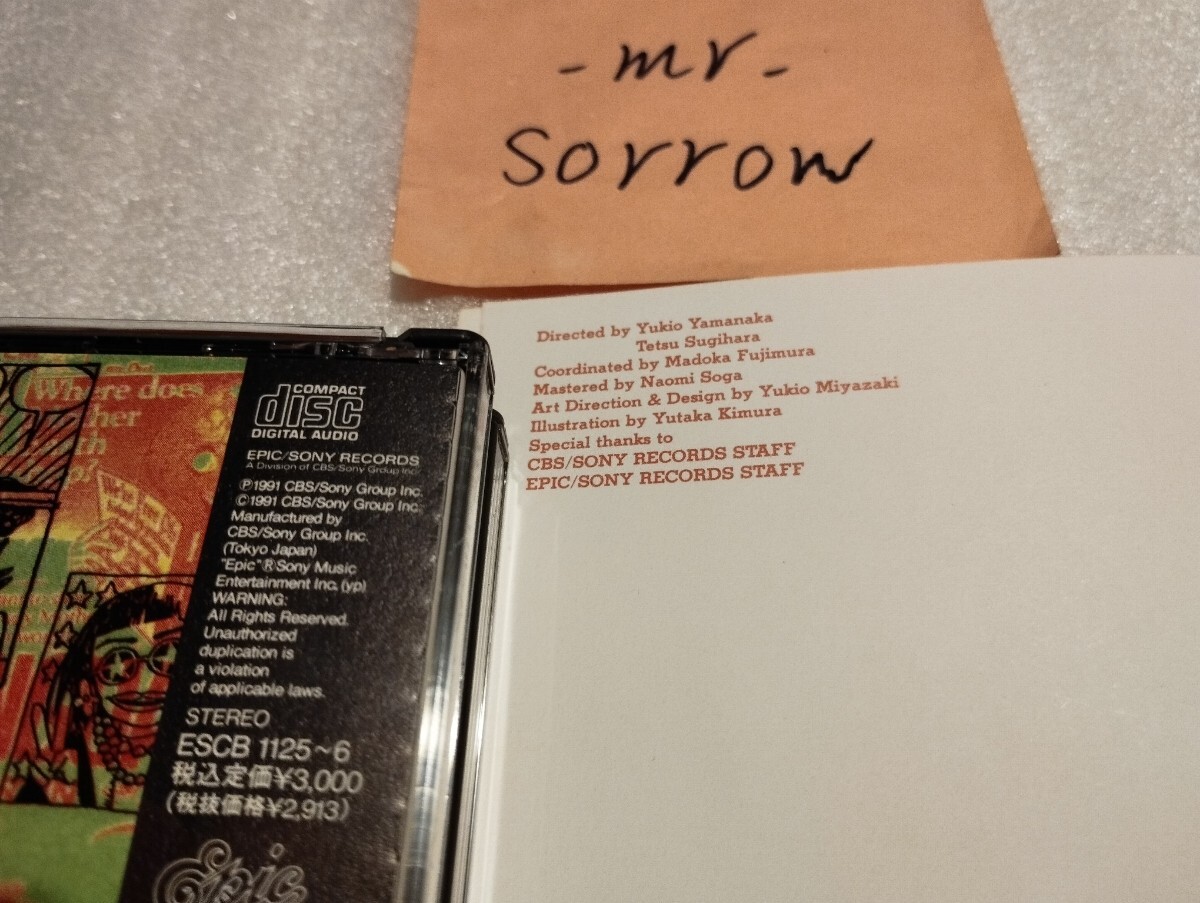 - mr -
sorrow
Directed by Yukio Yamanaka
Tetsu Sugihara
Coordinated by Madoka Fujimura
Mastered by Naomi Soga
Art Direction & Design by Yukio Miyazaki
Illustration by Yutaka Kimura
Special thanks to
CBS/SONY RECORDS STAFF
EPIC/SONY RECORDS STAFF
Where does
COMPACT
disc
DIGITAL AUDIO
EPIC/SONY RECORDS
A Division of CBS/Sony Group Inc.
Ⓟ1991 CBS/Sony Group Inc.
©1991 CBS/Sony Group Inc.
Manufactured by
CBS/Sony Group Inc.
(Tokyo Japan)
"Epic"®Sony Music
Entertainment Inc. (yp)
WARNING:
All Rights Reserved.
Unauthorized
duplication is
a violation
of applicable laws.
STEREO
ESCB 1125~6
税込定価¥3,000
(税抜価格¥2,913)
Epic